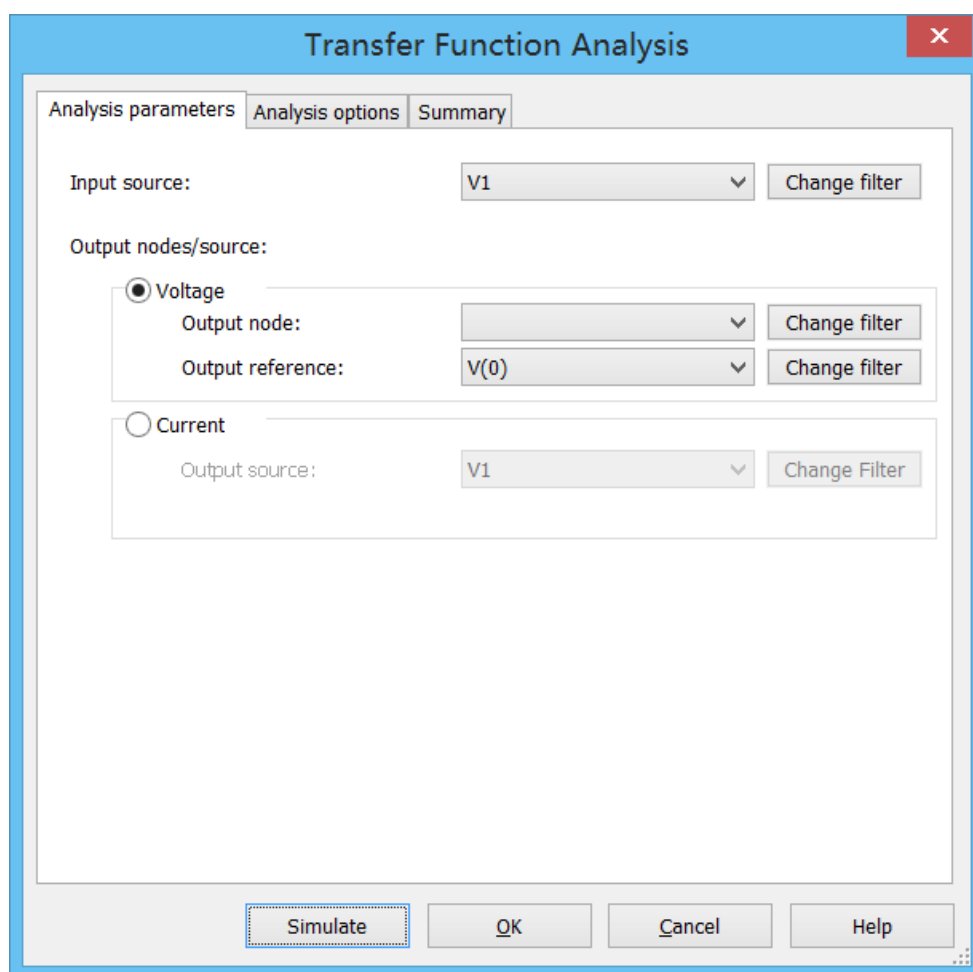 Transfer Function Analysis
Analysis parameters Analysis options Summary
Input source: V1 Change filter
Output nodes/source:
Voltage
Output node: Change filter
Output reference: V(0) Change filter
Current
Output source: V1 Change Filter
Simulate OK Cancel Help